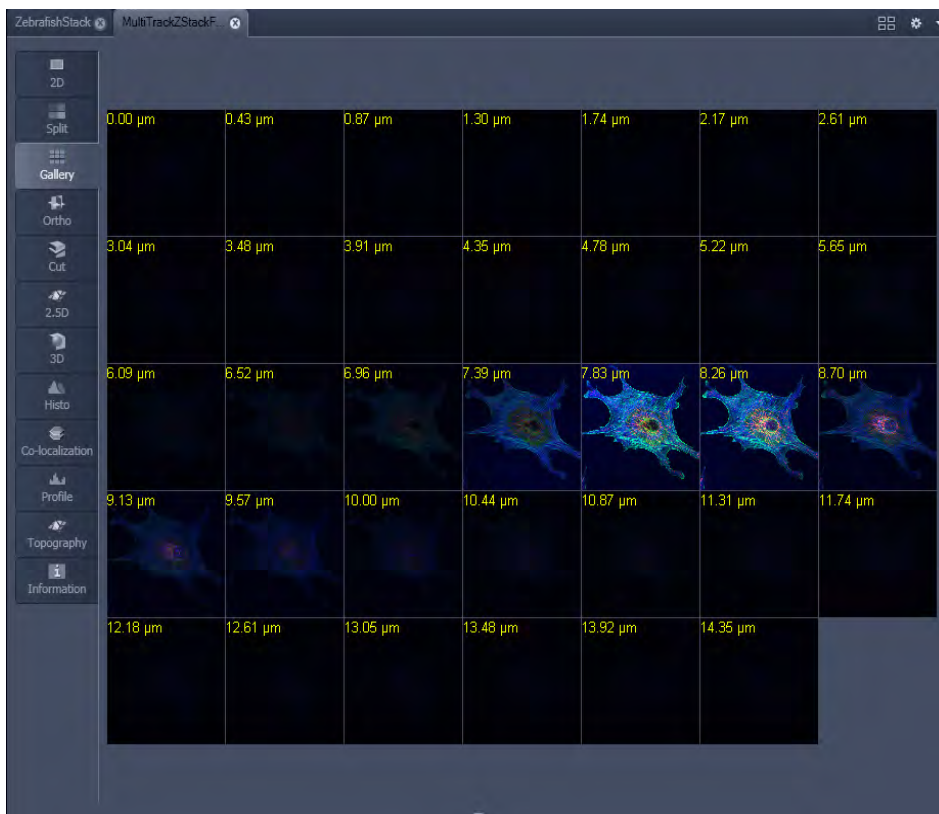 ZebrafishStack
MultiTrackZStackF...
2D
Split
Gallery
Ortho
Cut
2.5D
3D
Histo
Co-localization
Profile
Topography
Information
0.00 µm 0.43 µm 0.87 µm 1.30 µm 1.74 µm 2.17 µm 2.61 µm
3.04 µm 3.48 µm 3.91 µm 4.35 µm 4.78 µm 5.22 µm 5.65 µm
6.09 µm 6.52 µm 6.96 µm 7.39 µm 7.83 µm 8.26 µm 8.70 µm
9.13 µm 9.57 µm 10.00 µm 10.44 µm 10.87 µm 11.31 µm 11.74 µm
12.18 µm 12.61 µm 13.05 µm 13.48 µm 13.92 µm 14.35 µm